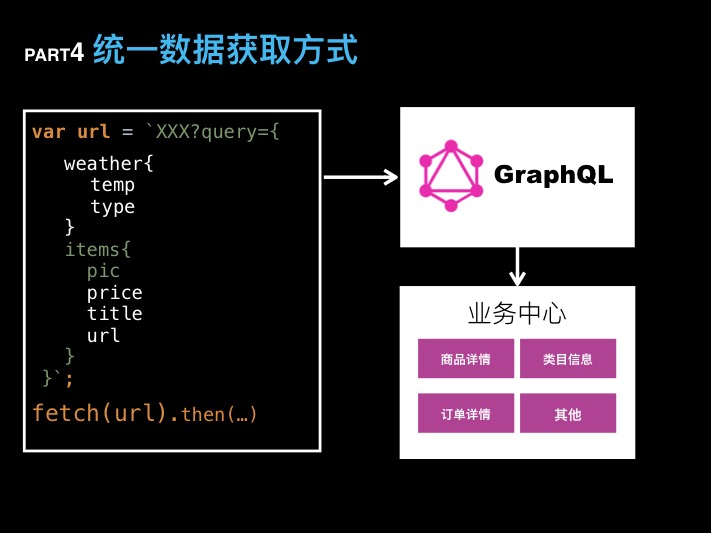 PART4 统一数据获取方式
var url = `XXX?query={
weather{
temp
type
}
items{
pic
price
title
url
}
}`;
fetch(url).then(…)
GraphQL
业务中心
商品详情
类目信息
订单详情
其他